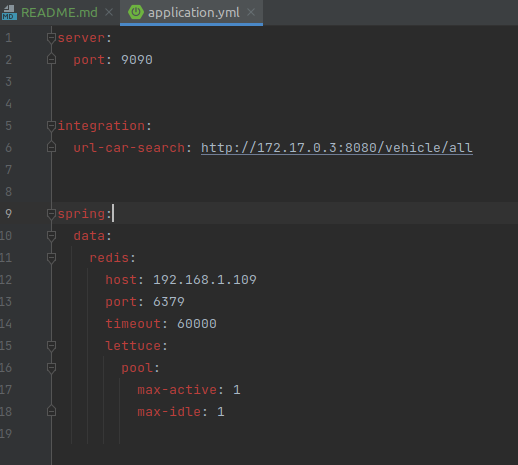 README.md application.yml
1 server:
2 port: 9090
3
4
5 integration:
6 url-car-search: http://172.17.0.3:8080/vehicle/all
7
8
9 spring:
10 data:
11 redis:
12 host: 192.168.1.109
13 port: 6379
14 timeout: 60000
15 lettuce:
16 pool:
17 max-active: 1
18 max-idle: 1
19